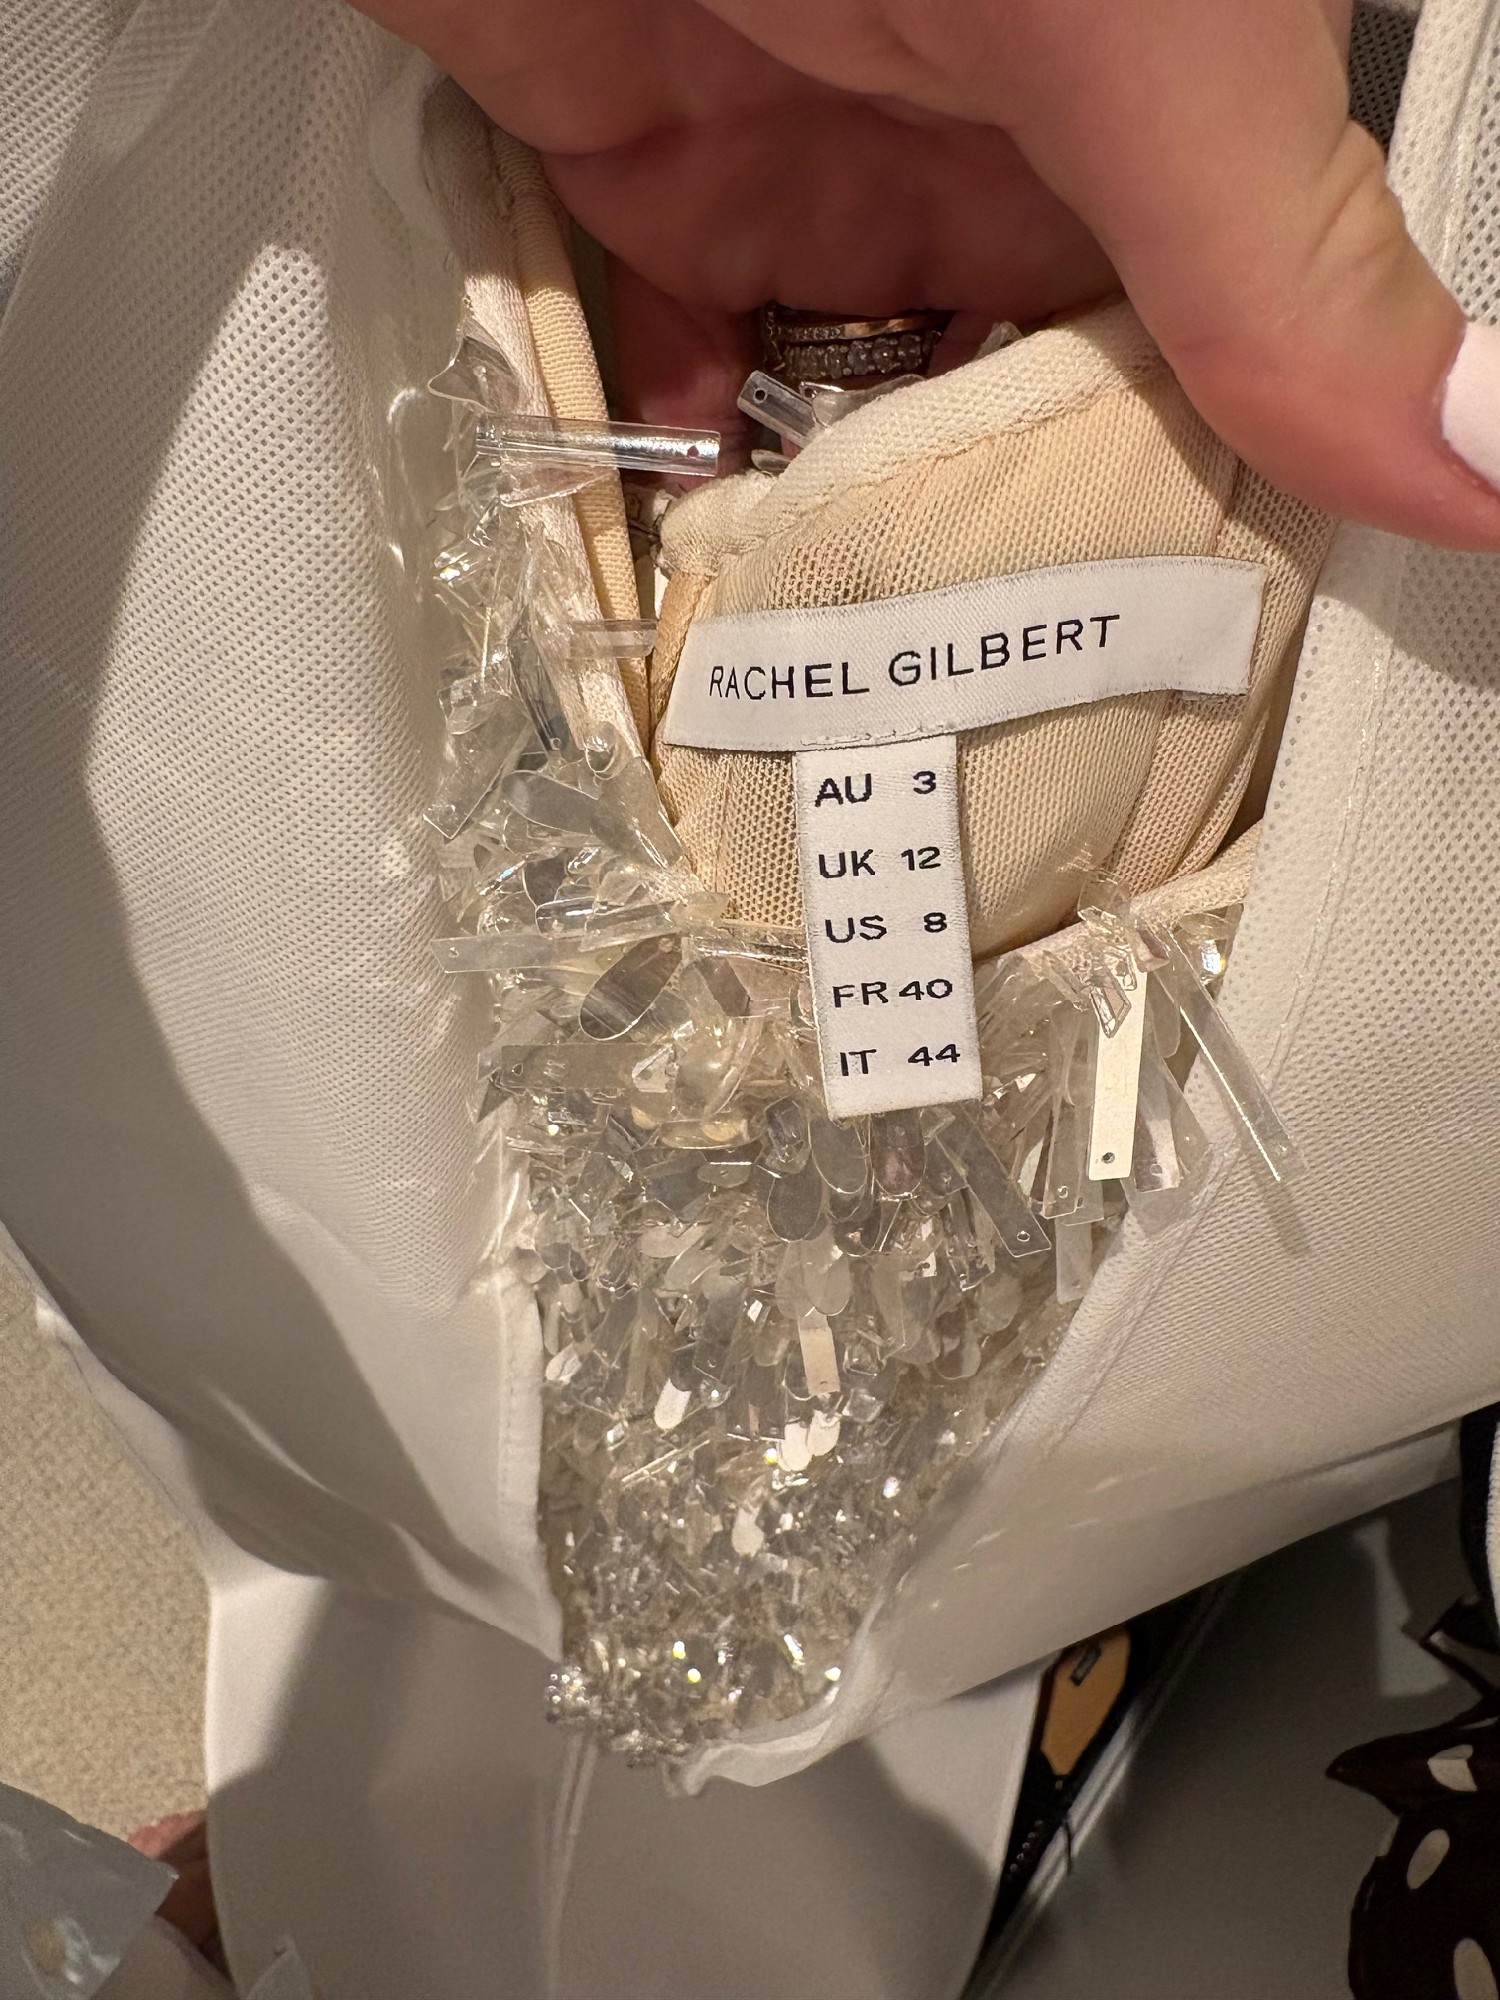 RACHEL GILBERT
AU 3
UK 12
US 8
FR 40
IT 44